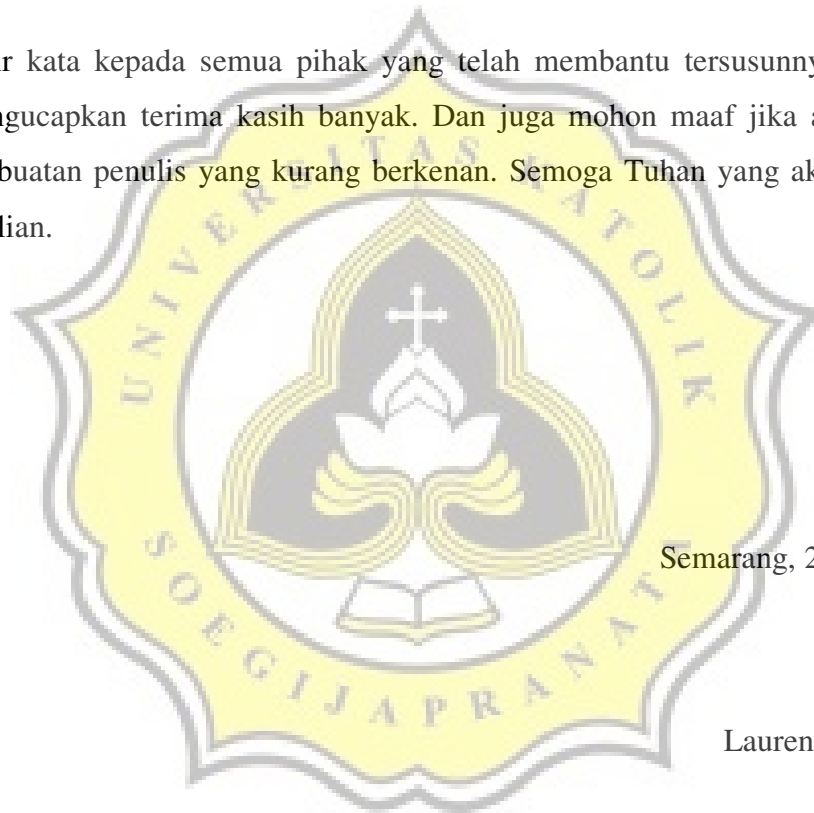 r kata kepada semua pihak yang telah membantu tersusunny
ngucapkan terima kasih banyak. Dan juga mohon maaf jika a
buatan penulis yang kurang berkenan. Semoga Tuhan yang ak
lian.
UNIVERSITAS KATOLIK
SOEGIJAPRANATA
Semarang, 2
Lauren